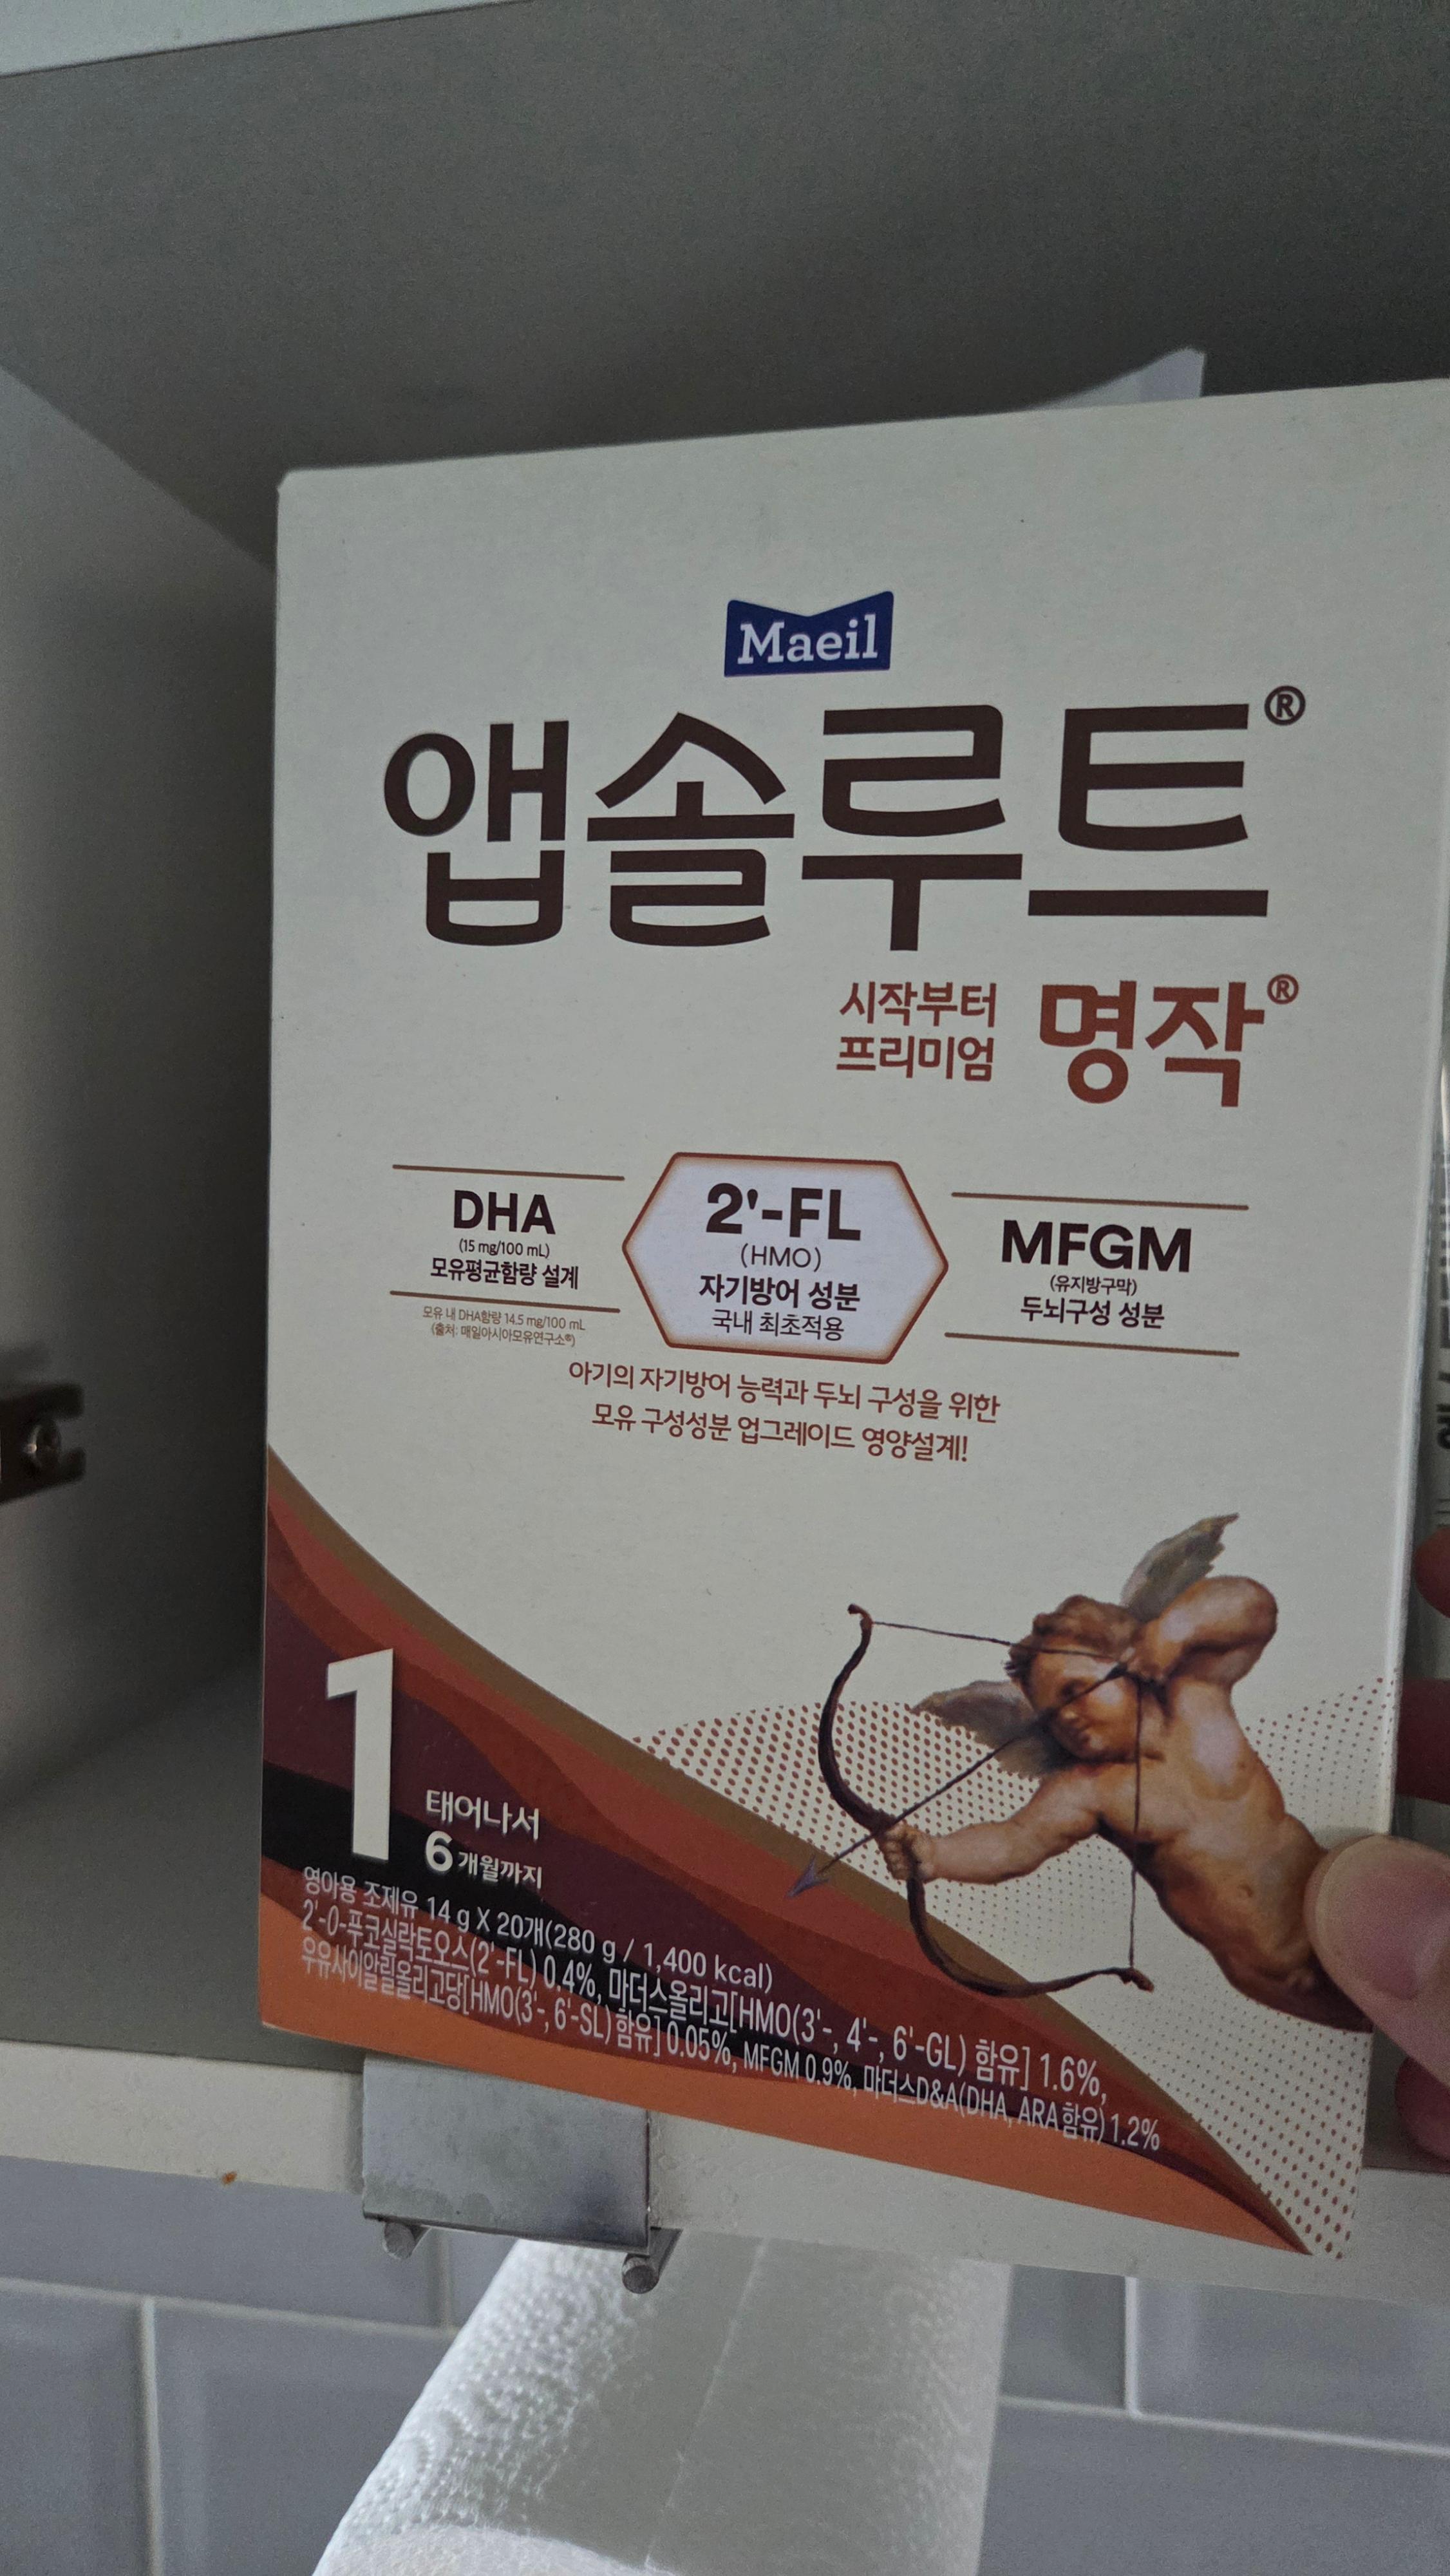 Maeil
앱솔루트®
시작부터
프리미엄
명작®
DHA
(15 mg/100 mL)
모유평균함량 설계
모유 내 DHA함량 14.5 mg/100 mL
(출처: 매일아시아모유연구소®)
2'-FL
(HMO)
자기방어 성분
국내 최초적용
MFGM
(유지방구막)
두뇌구성 성분
아기의 자기방어 능력과 두뇌 구성을 위한
모유 구성성분 업그레이드 영양설계!
1
태어나서
6개월까지
영아용 조제유 14 g X 20개(280 g / 1,400 kcal)
2'-O-푸코실락토오스(2'-FL) 0.4%, 마더스올리고[HMO(3'-, 4'-, 6'-GL) 함유] 1.6%,
우유사이알릴올리고당[HMO(3'-, 6'-SL) 함유] 0.05%, MFGM 0.9%, 마더스D&A(DHA, ARA 함유) 1.2%